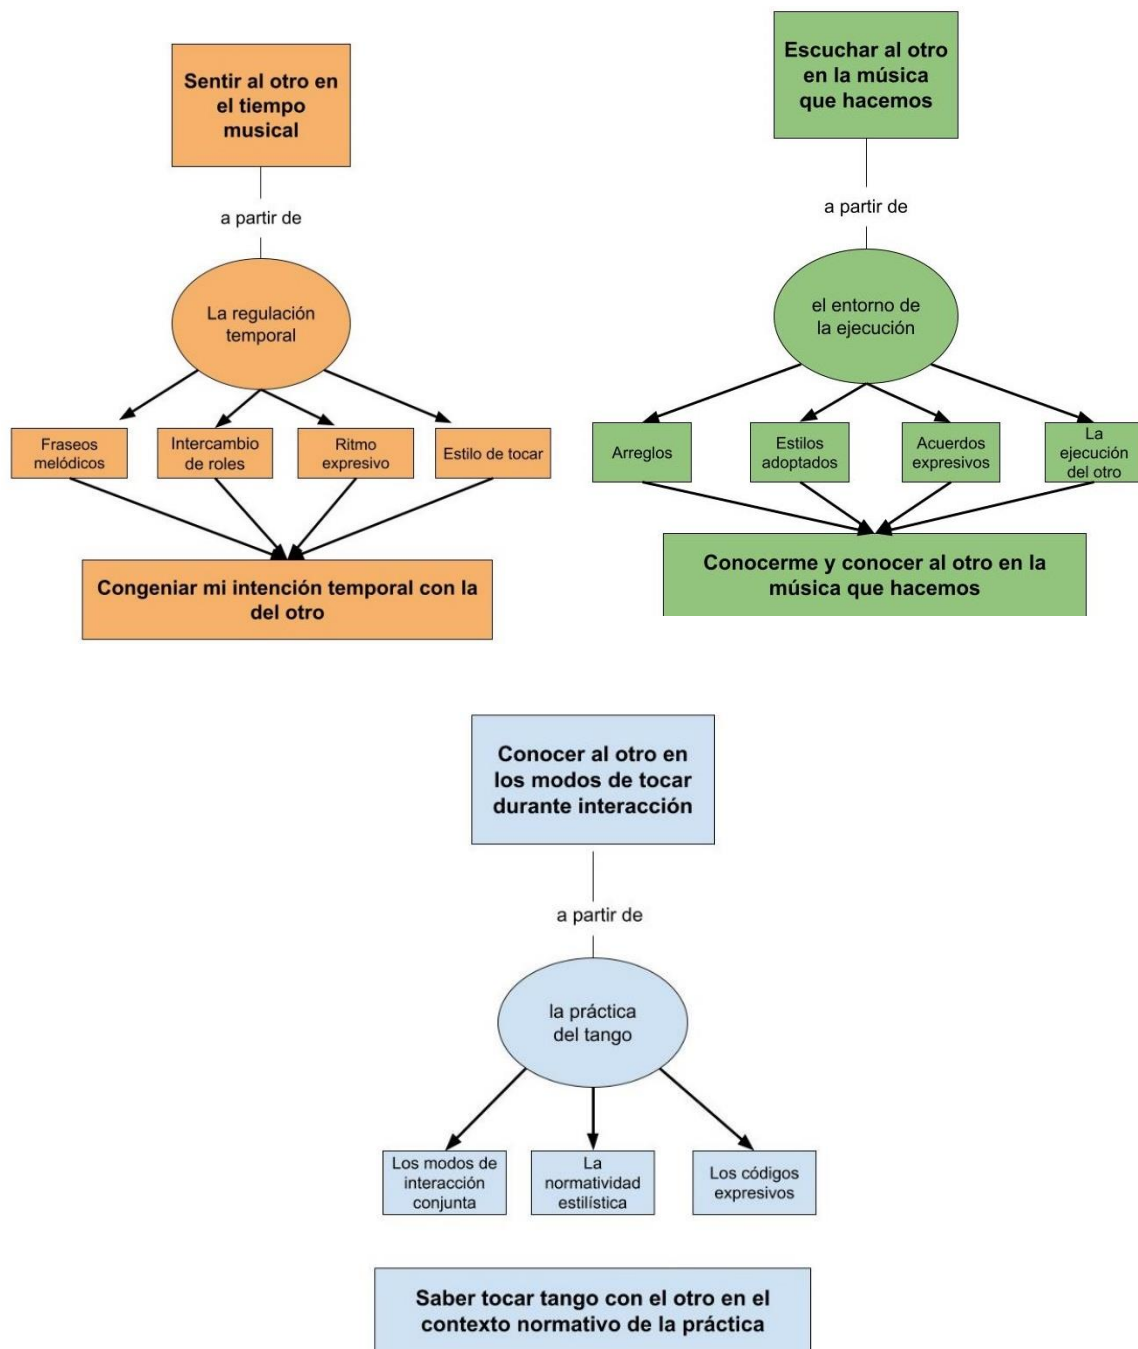 Sentir al otro en
el tiempo
musical
a partir de
La regulación
temporal
Fraseos
melódicos
Intercambio
de roles
Ritmo
expresivo
Estilo de tocar
Congeniar mi intención temporal con la
del otro
Escuchar al otro
en la música
que hacemos
a partir de
el entorno de
la ejecución
Arreglos
Estilos
adoptados
Acuerdos
expresivos
La
ejecución
del otro
Conocerme y conocer al otro en la
música que hacemos
Conocer al otro en
los modos de tocar
durante interacción
a partir de
la práctica
del tango
Los modos de
interacción
conjunta
La
normatividad
estilística
Los códigos
expresivos
Saber tocar tango con el otro en el
contexto normativo de la práctica